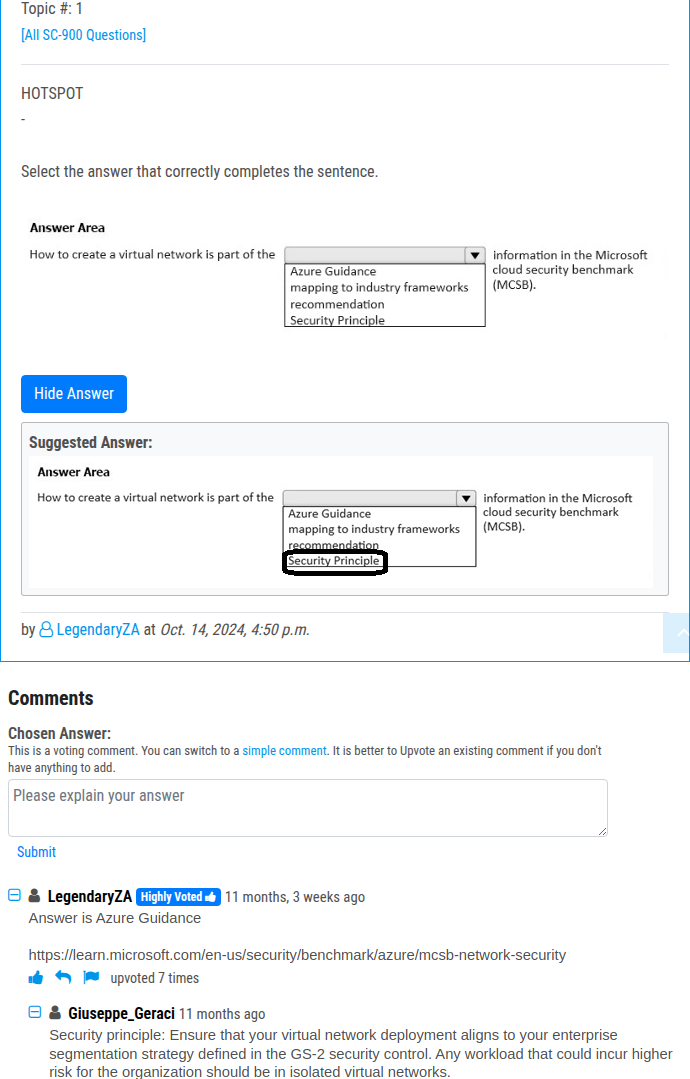 Topic #: 1
[All SC-900 Questions]
HOTSPOT
-
Select the answer that correctly completes the sentence.
Answer Area
How to create a virtual network is part of the
Azure Guidance
mapping to industry frameworks
recommendation
Security Principle
information in the Microsoft
cloud security benchmark
(MCSB).
Hide Answer
Suggested Answer:
Answer Area
How to create a virtual network is part of the
Azure Guidance
mapping to industry frameworks
recommendation
Security Principle
information in the Microsoft
cloud security benchmark
(MCSB).
by LegendaryZA at Oct. 14, 2024, 4:50 p.m.
Comments
Chosen Answer:
This is a voting comment. You can switch to a simple comment. It is better to Upvote an existing comment if you don't
have anything to add.
Please explain your answer
Submit
LegendaryZA Highly Voted 11 months, 3 weeks ago
Answer is Azure Guidance
https://learn.microsoft.com/en-us/security/benchmark/azure/mcsb-network-security
upvoted 7 times
Giuseppe_Geraci 11 months ago
Security principle: Ensure that your virtual network deployment aligns to your enterprise
segmentation strategy defined in the GS-2 security control. Any workload that could incur higher
risk for the organization should be in isolated virtual networks.